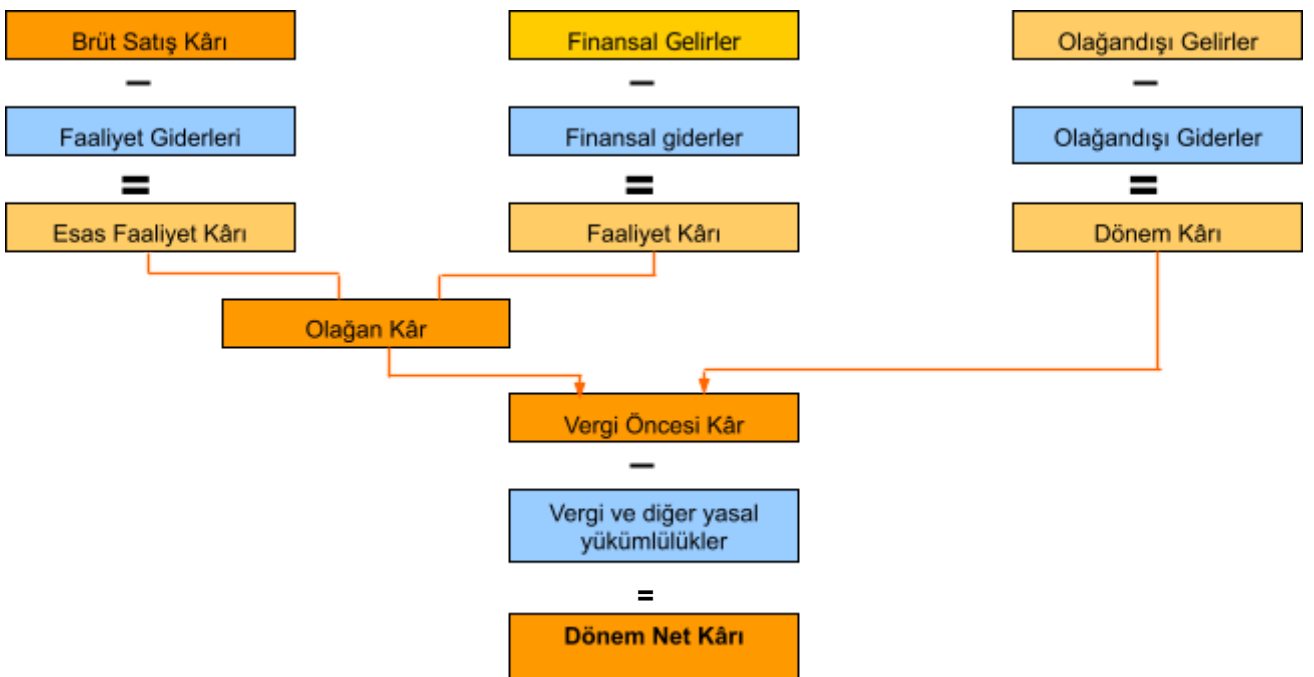 Brüt Satış Kârı
Finansal Gelirler
Olağandışı Gelirler
−
−
−
Faaliyet Giderleri
Finansal giderler
Olağandışı Giderler
=
=
=
Esas Faaliyet Kârı
Faaliyet Kârı
Dönem Kârı
Olağan Kâr
Vergi Öncesi Kâr
−
Vergi ve diğer yasal
yükümlülükler
=
Dönem Net Kârı